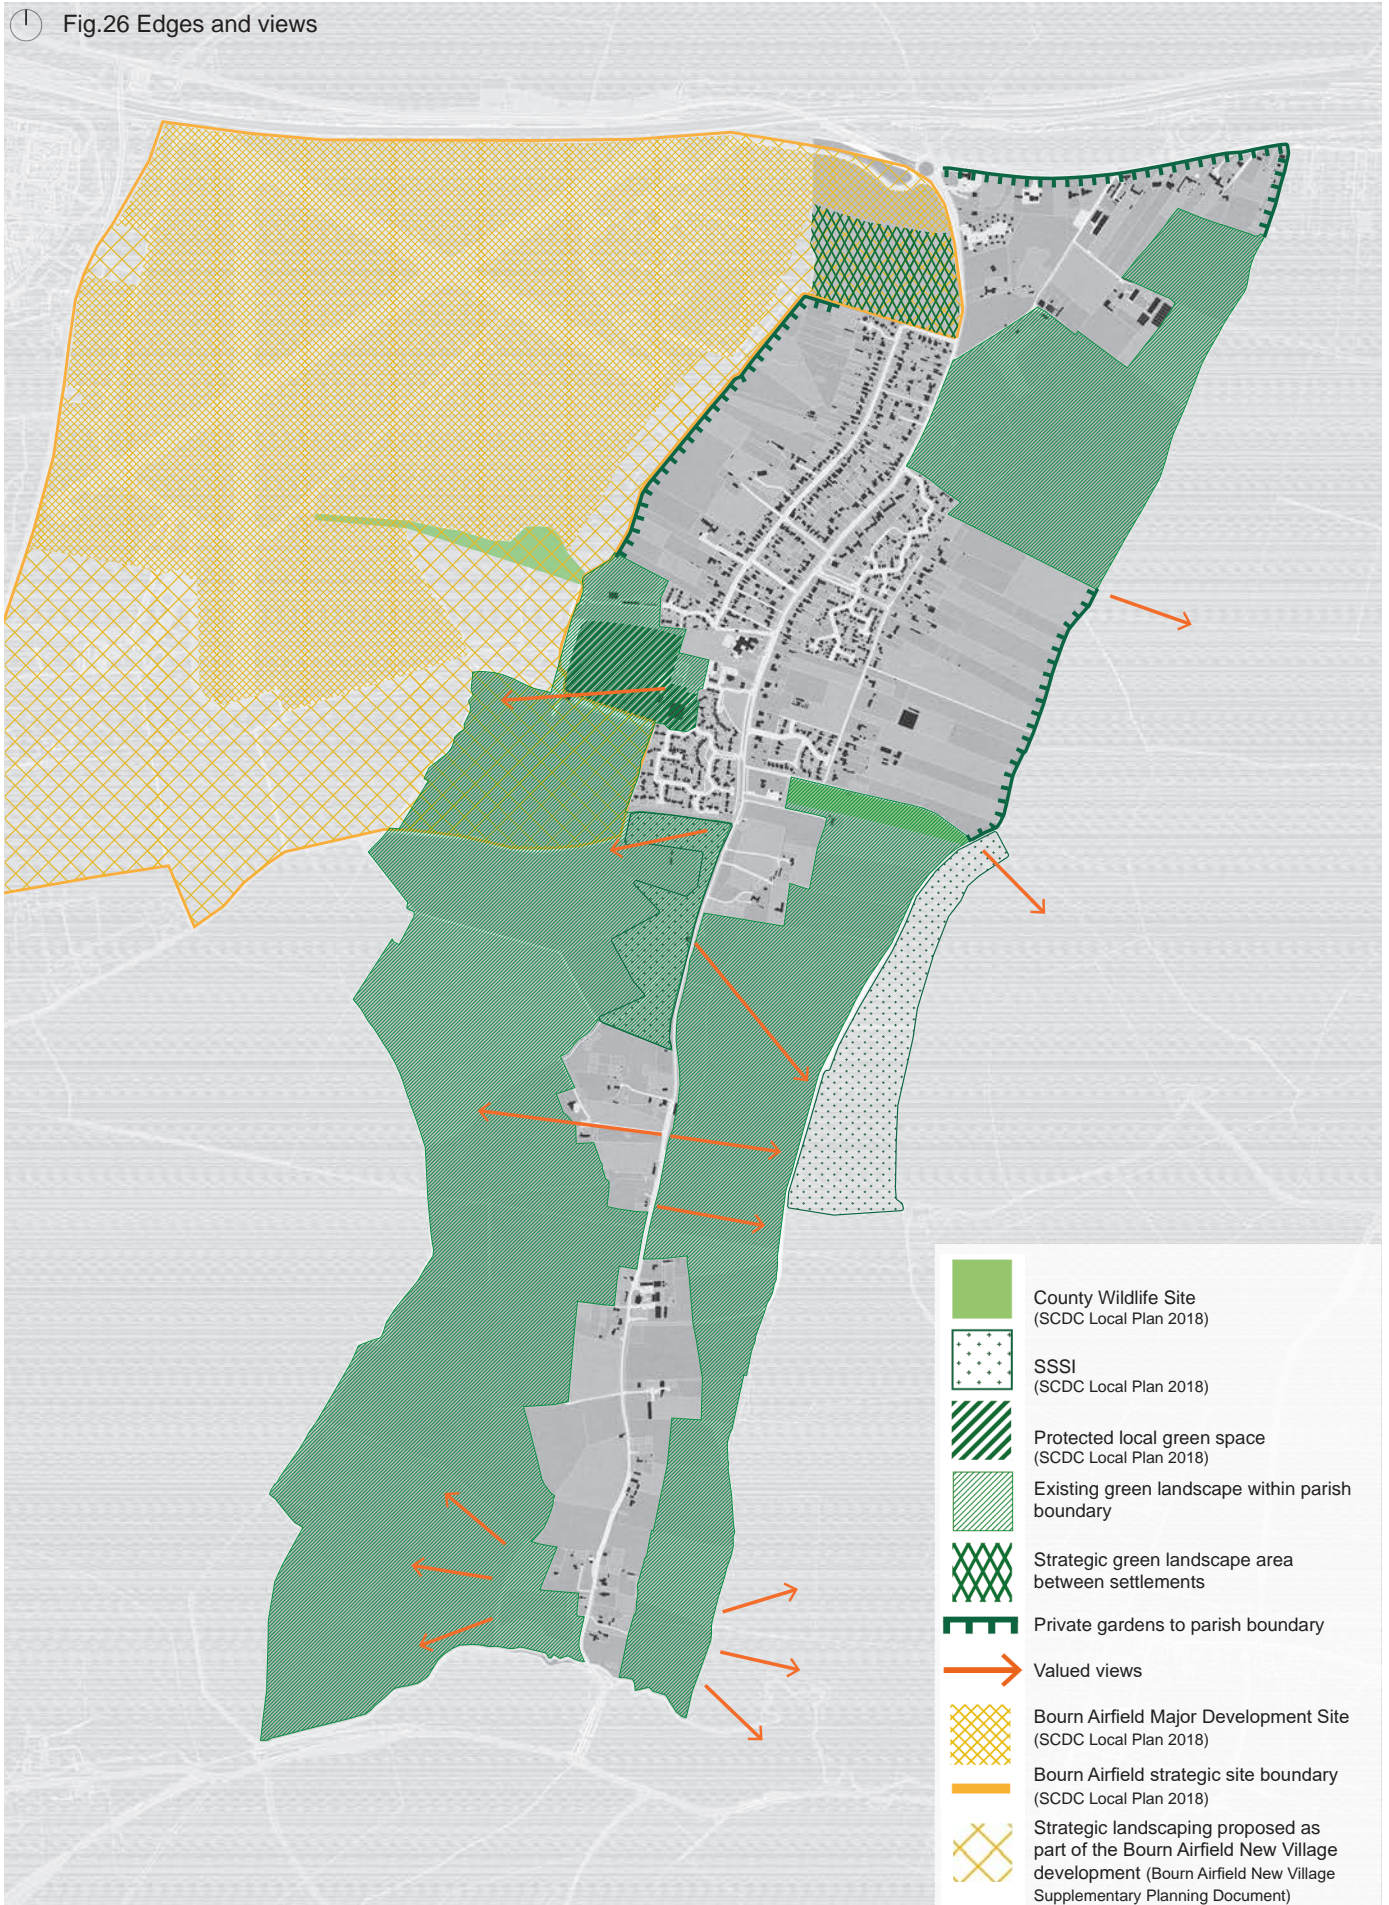 Fig.26 Edges and views
County Wildlife Site
(SCDC Local Plan 2018)
SSSI
(SCDC Local Plan 2018)
Protected local green space
(SCDC Local Plan 2018)
Existing green landscape within parish
boundary
Strategic green landscape area
between settlements
Private gardens to parish boundary
Valued views
Bourn Airfield Major Development Site
(SCDC Local Plan 2018)
Bourn Airfield strategic site boundary
(SCDC Local Plan 2018)
Strategic landscaping proposed as
part of the Bourn Airfield New Village
development (Bourn Airfield New Village
Supplementary Planning Document)